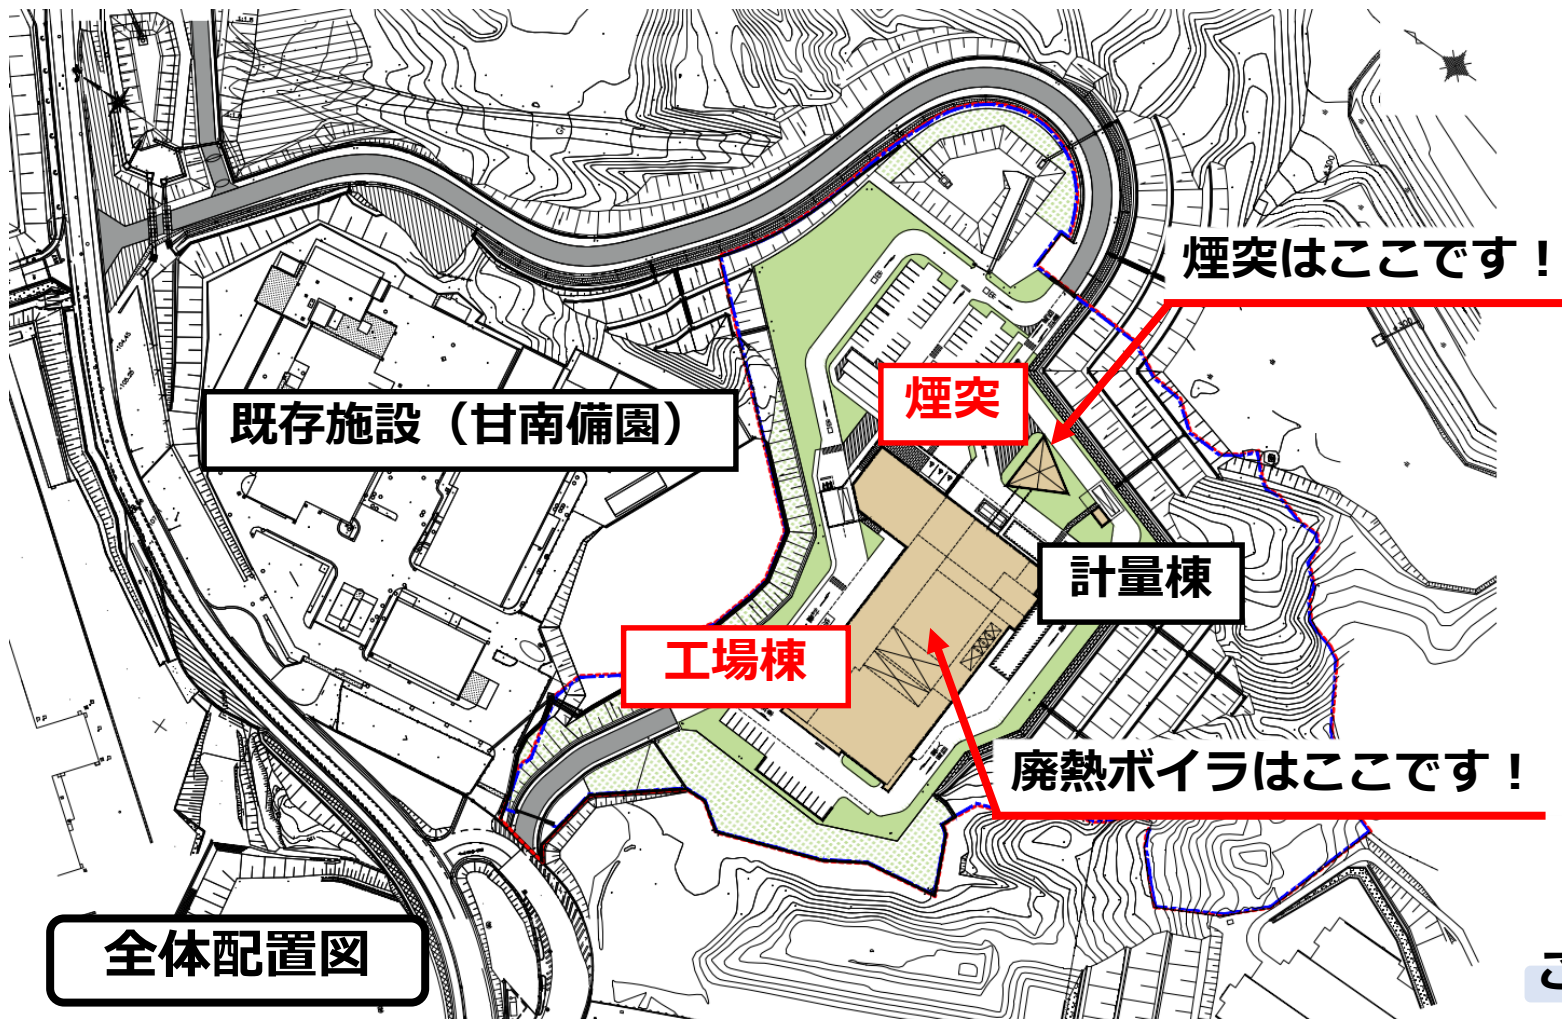 煙突はここです！
煙突
既存施設（甘南備園）
計量棟
工場棟
廃熱ボイラはここです！
全体配置図